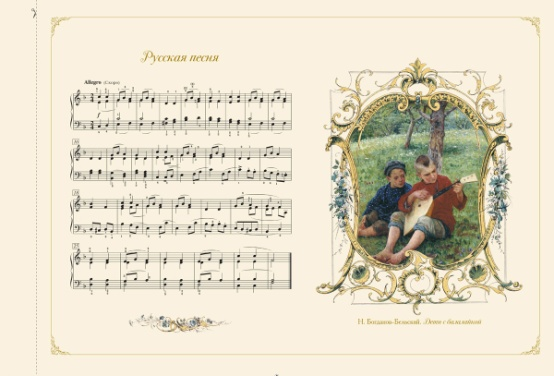 Русская песня
Allegro
Н. Богданов-Бельский. Дети с балалайкой